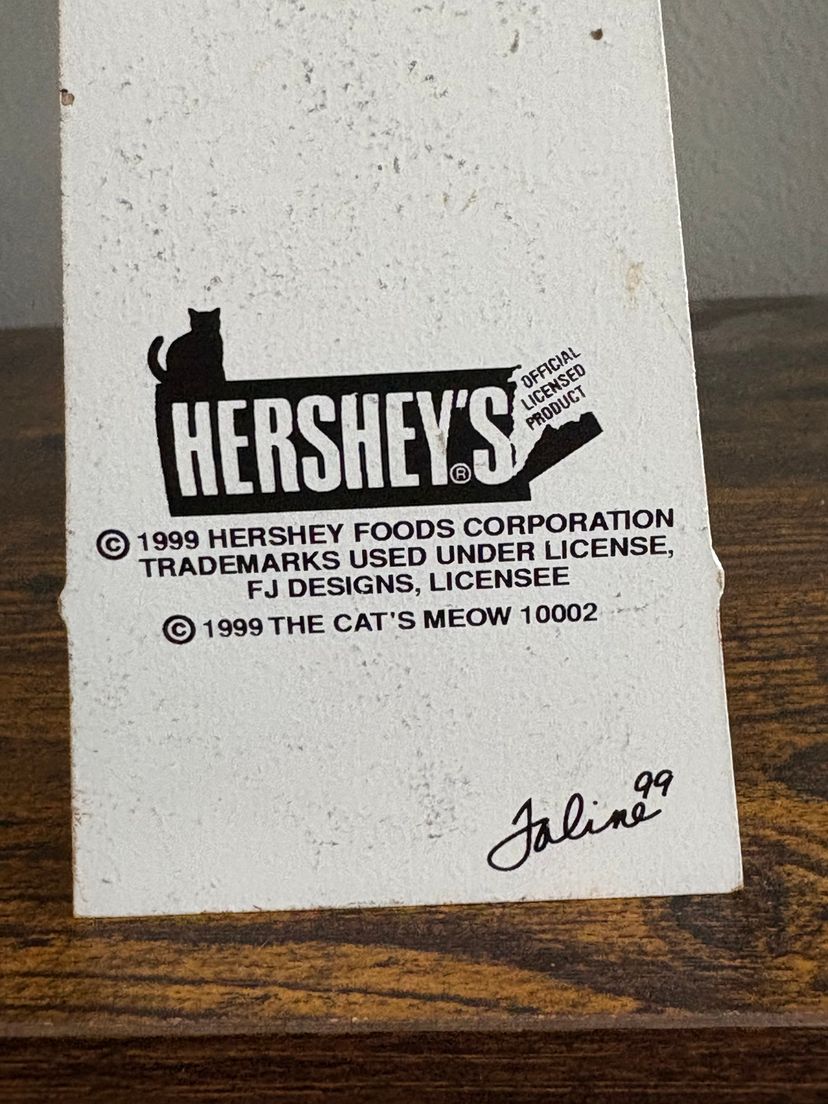 OFFICIAL
LICENSED
PRODUCT
HERSHEY'S®
© 1999 HERSHEY FOODS CORPORATION
TRADEMARKS USED UNDER LICENSE,
FJ DESIGNS, LICENSEE
© 1999 THE CAT'S MEOW 10002
Faline 99